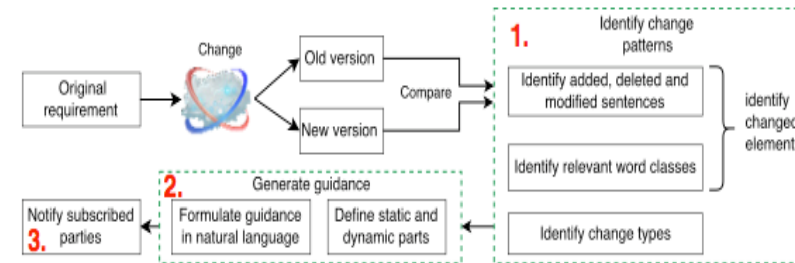 Original
requirement
Change
Old version
New version
Compare
1.
Identify change
patterns
Identify added, deleted and
modified sentences
Identify relevant word classes
identify
changed
element
Identify change types
2.
Generate guidance
Define static and
dynamic parts
Formulate guidance
in natural language
Notify subscribed
parties
3.